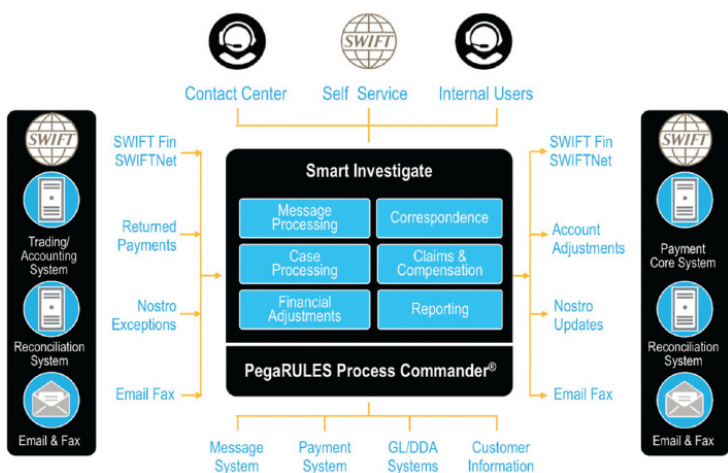 SWIFT
Contact Center
Self Service
Internal Users
SWIFT
Trading/
Accounting
System
Reconciliation
System
Email & Fax
SWIFT Fin
SWIFTNet
Returned
Payments
Nostro
Exceptions
Email Fax
Smart Investigate
Message
Processing
Correspondence
Case
Processing
Claims &
Compensation
Financial
Adjustments
Reporting
PegaRULES Process Commander®
SWIFT Fin
SWIFTNet
Account
Adjustments
Nostro
Updates
Email Fax
SWIFT
Payment
Core System
Reconciliation
System
Email & Fax
Message
System
Payment
System
GL/DDA
Systems
Customer
Information